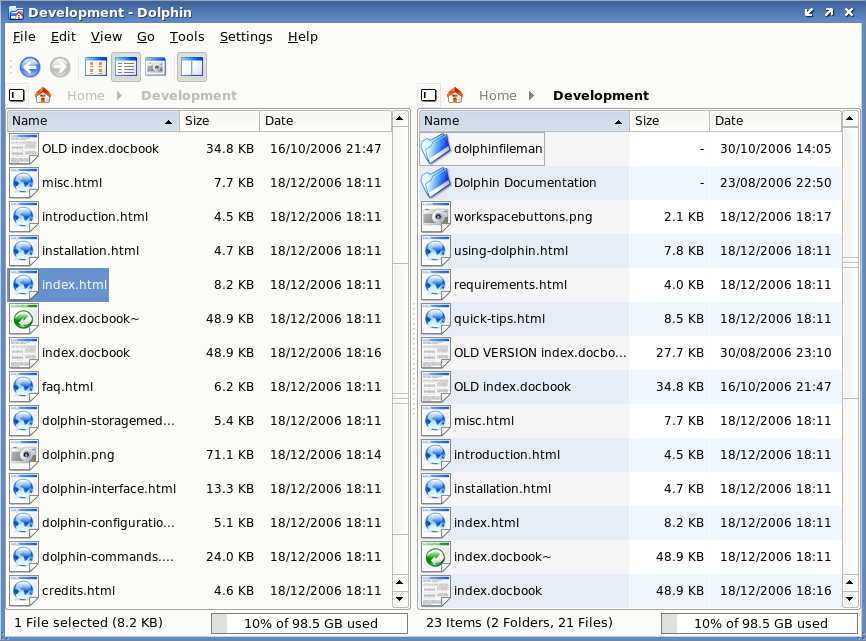 Development - Dolphin
File Edit View Go Tools Settings Help
Home Development
Name Size Date
OLD index.docbook 34.8 KB 16/10/2006 21:47
misc.html 7.7 KB 18/12/2006 18:11
introduction.html 4.5 KB 18/12/2006 18:11
installation.html 4.7 KB 18/12/2006 18:11
index.html 8.2 KB 18/12/2006 18:11
index.docbook~ 48.9 KB 18/12/2006 18:11
index.docbook 48.9 KB 18/12/2006 18:16
faq.html 6.2 KB 18/12/2006 18:11
dolphin-storagemed... 5.4 KB 18/12/2006 18:11
dolphin.png 71.1 KB 18/12/2006 18:14
dolphin-interface.html 13.3 KB 18/12/2006 18:11
dolphin-configuratio... 5.1 KB 18/12/2006 18:11
dolphin-commands.... 24.0 KB 18/12/2006 18:11
credits.html 4.6 KB 18/12/2006 18:11
1 File selected (8.2 KB) 10% of 98.5 GB used
Home Development
Name Size Date
dolphinfileman - 30/10/2006 14:05
Dolphin Documentation - 23/08/2006 22:50
workspacebuttons.png 2.1 KB 18/12/2006 18:17
using-dolphin.html 7.8 KB 18/12/2006 18:11
requirements.html 4.0 KB 18/12/2006 18:11
quick-tips.html 8.5 KB 18/12/2006 18:11
OLD VERSION index.docbo... 27.7 KB 30/08/2006 23:10
OLD index.docbook 34.8 KB 16/10/2006 21:47
misc.html 7.7 KB 18/12/2006 18:11
introduction.html 4.5 KB 18/12/2006 18:11
installation.html 4.7 KB 18/12/2006 18:11
index.html 8.2 KB 18/12/2006 18:11
index.docbook~ 48.9 KB 18/12/2006 18:11
index.docbook 48.9 KB 18/12/2006 18:16
23 Items (2 Folders, 21 Files) 10% of 98.5 GB used